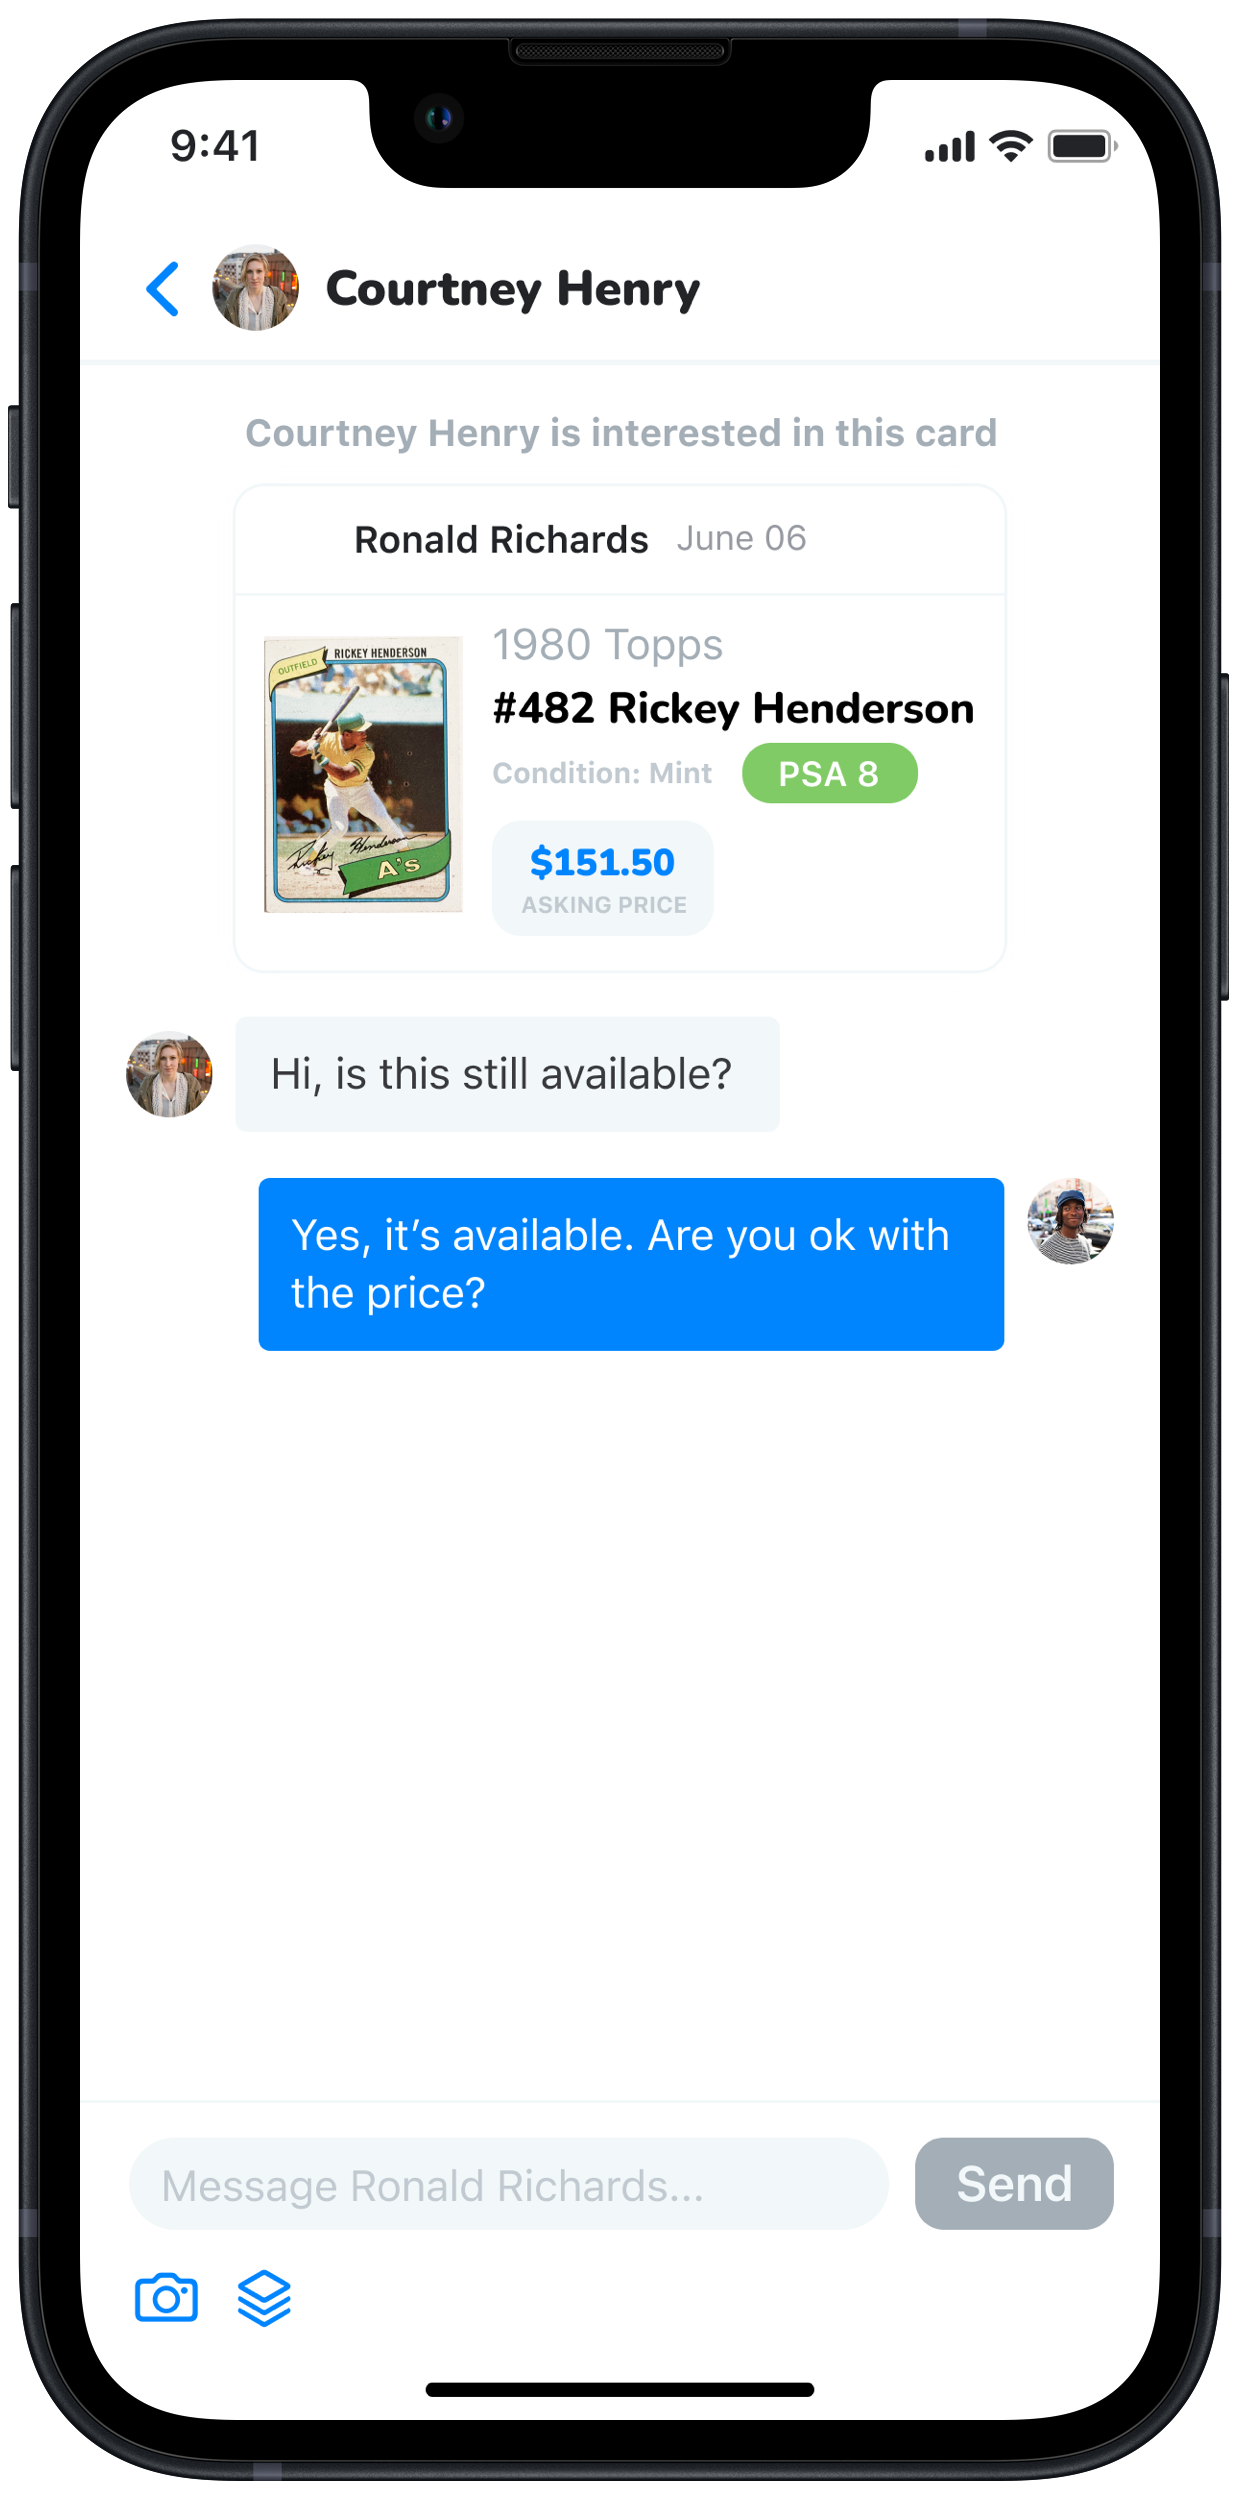 9:41
Courtney Henry
Courtney Henry is interested in this card
Ronald Richards June 06
OUTFIELD
RICKEY HENDERSON
Rickey Henderson
A's
1980 Topps
#482 Rickey Henderson
Condition: Mint PSA 8
$151.50
ASKING PRICE
Hi, is this still available?
Yes, it’s available. Are you ok with
the price?
Message Ronald Richards...
Send